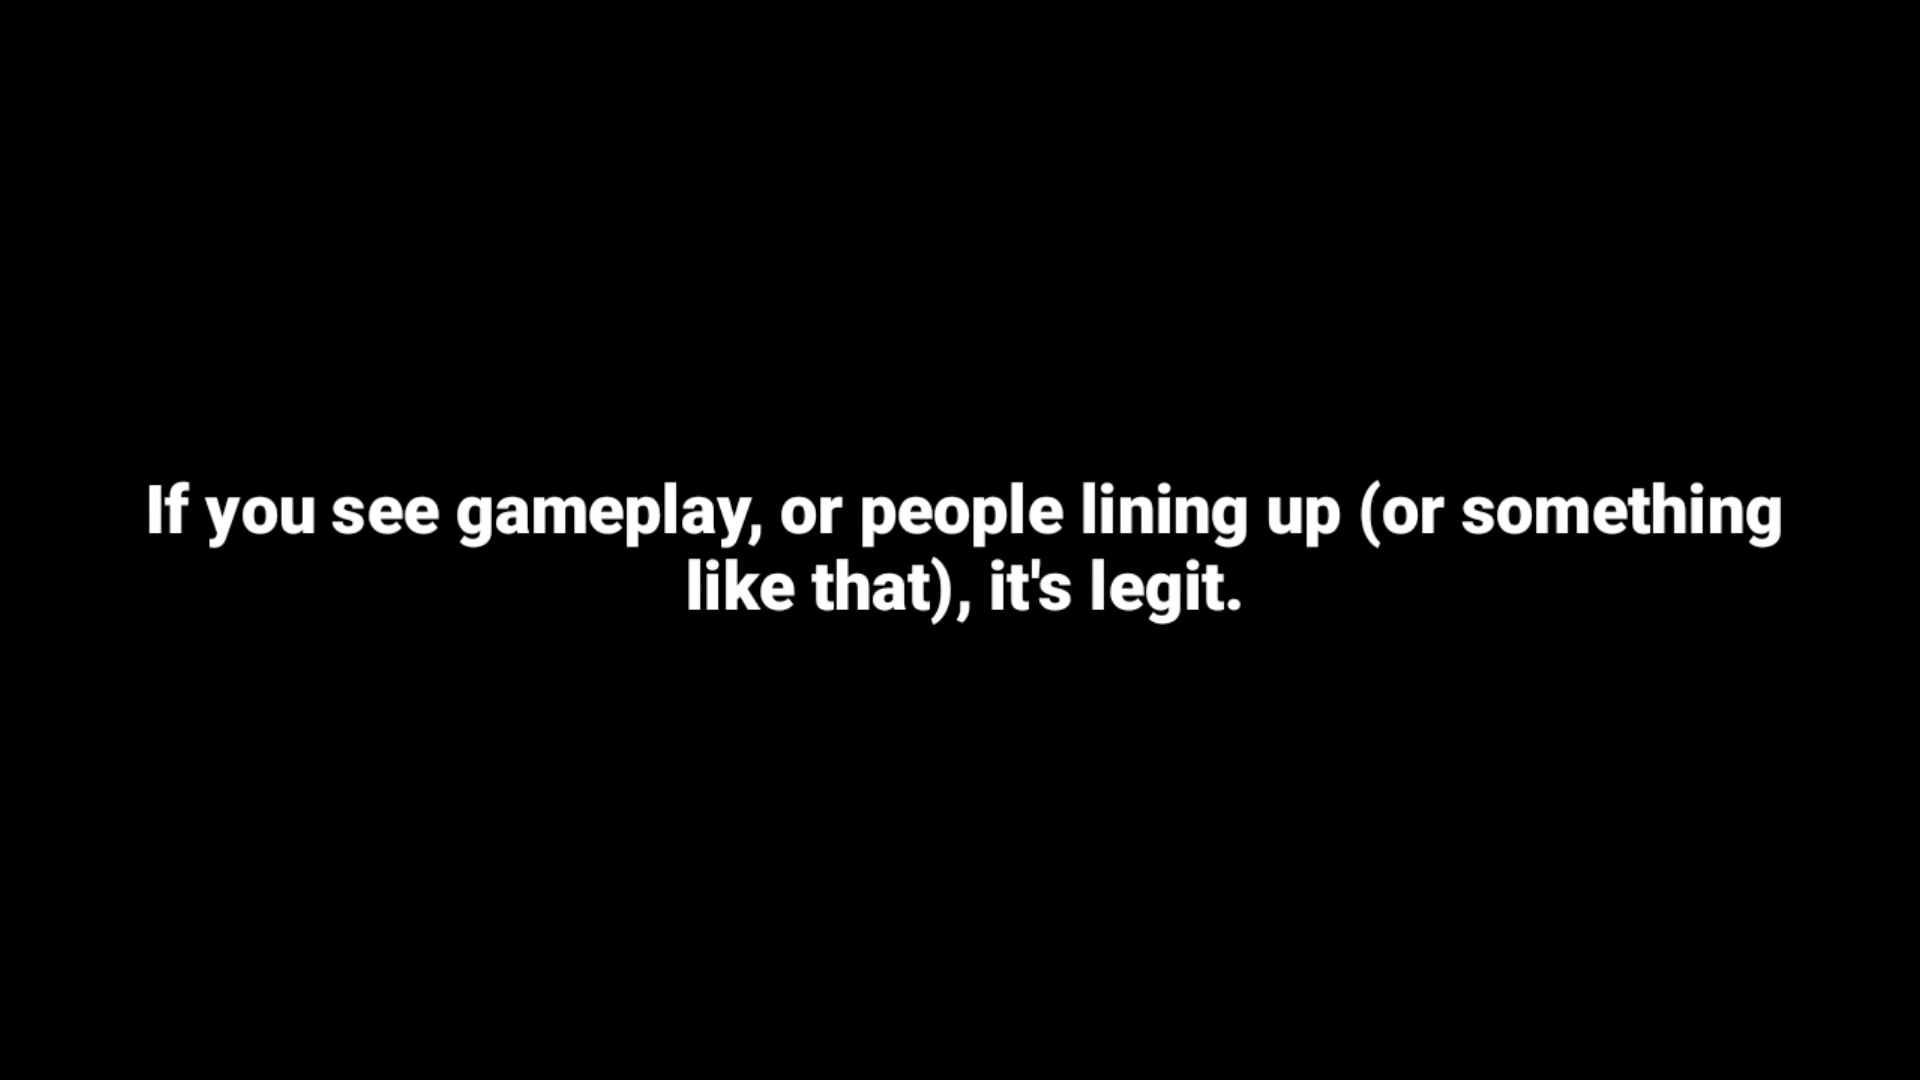 If you see gameplay, or people lining up (or something
like that), it's legit.